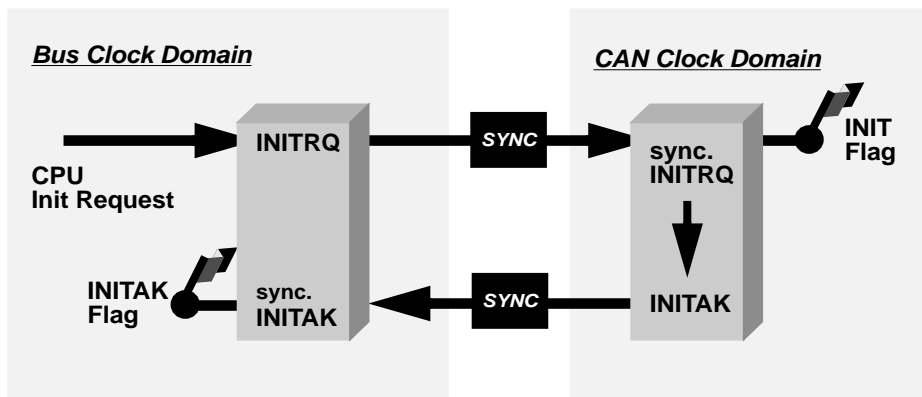 Bus Clock Domain
CAN Clock Domain
INITRQ
SYNC
sync.
INITRQ
INIT
Flag
CPU
Init Request
INITAK
Flag
sync.
INITAK
SYNC
INITAK